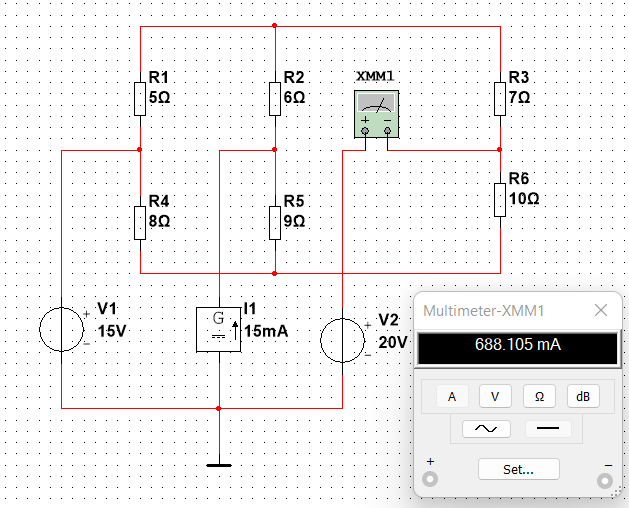 R1
5Ω
R2
6Ω
XMM1
R3
7Ω
+ −
R4
8Ω
R5
9Ω
R6
10Ω
V1
15V
+
−
G
I1
15mA
V2
20V
+
−
Multimeter-XMM1
688.105 mA
A
V
Ω
dB
+
Set...
−